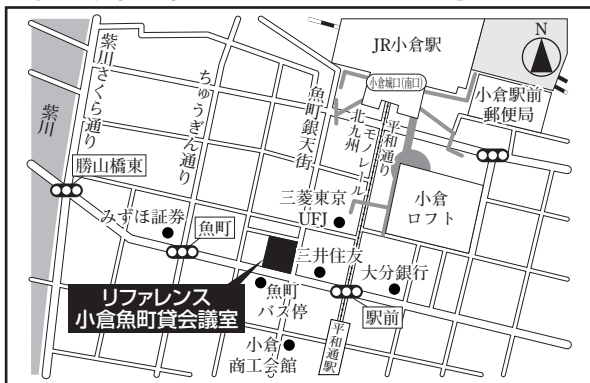 JR小倉駅
N
小倉城口(南口)
小倉駅前
郵便局
紫川さくら通り
ちゅうぎん通り
魚町銀天街
北九州
モノレール
平和通り
紫川
勝山橋東
三菱東京
UFJ
小倉
ロフト
みずほ証券
魚町
三井住友
大分銀行
リファレンス
小倉魚町貸会議室
魚町
バス停
駅前
小倉
商工会館
平和通駅